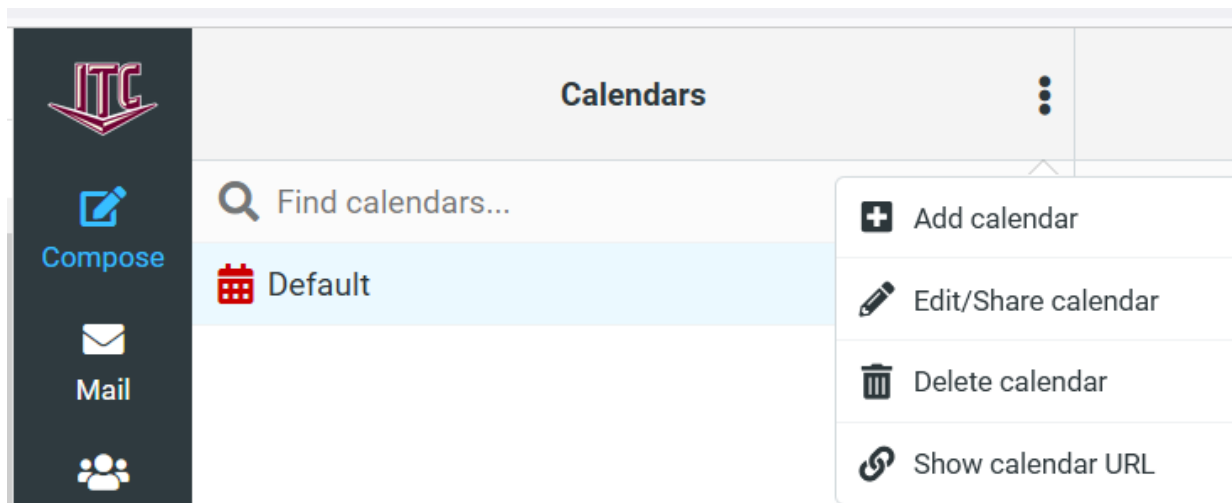 ITC
Calendars
Find calendars...
Compose
Default
Mail
Add calendar
Edit/Share calendar
Delete calendar
Show calendar URL